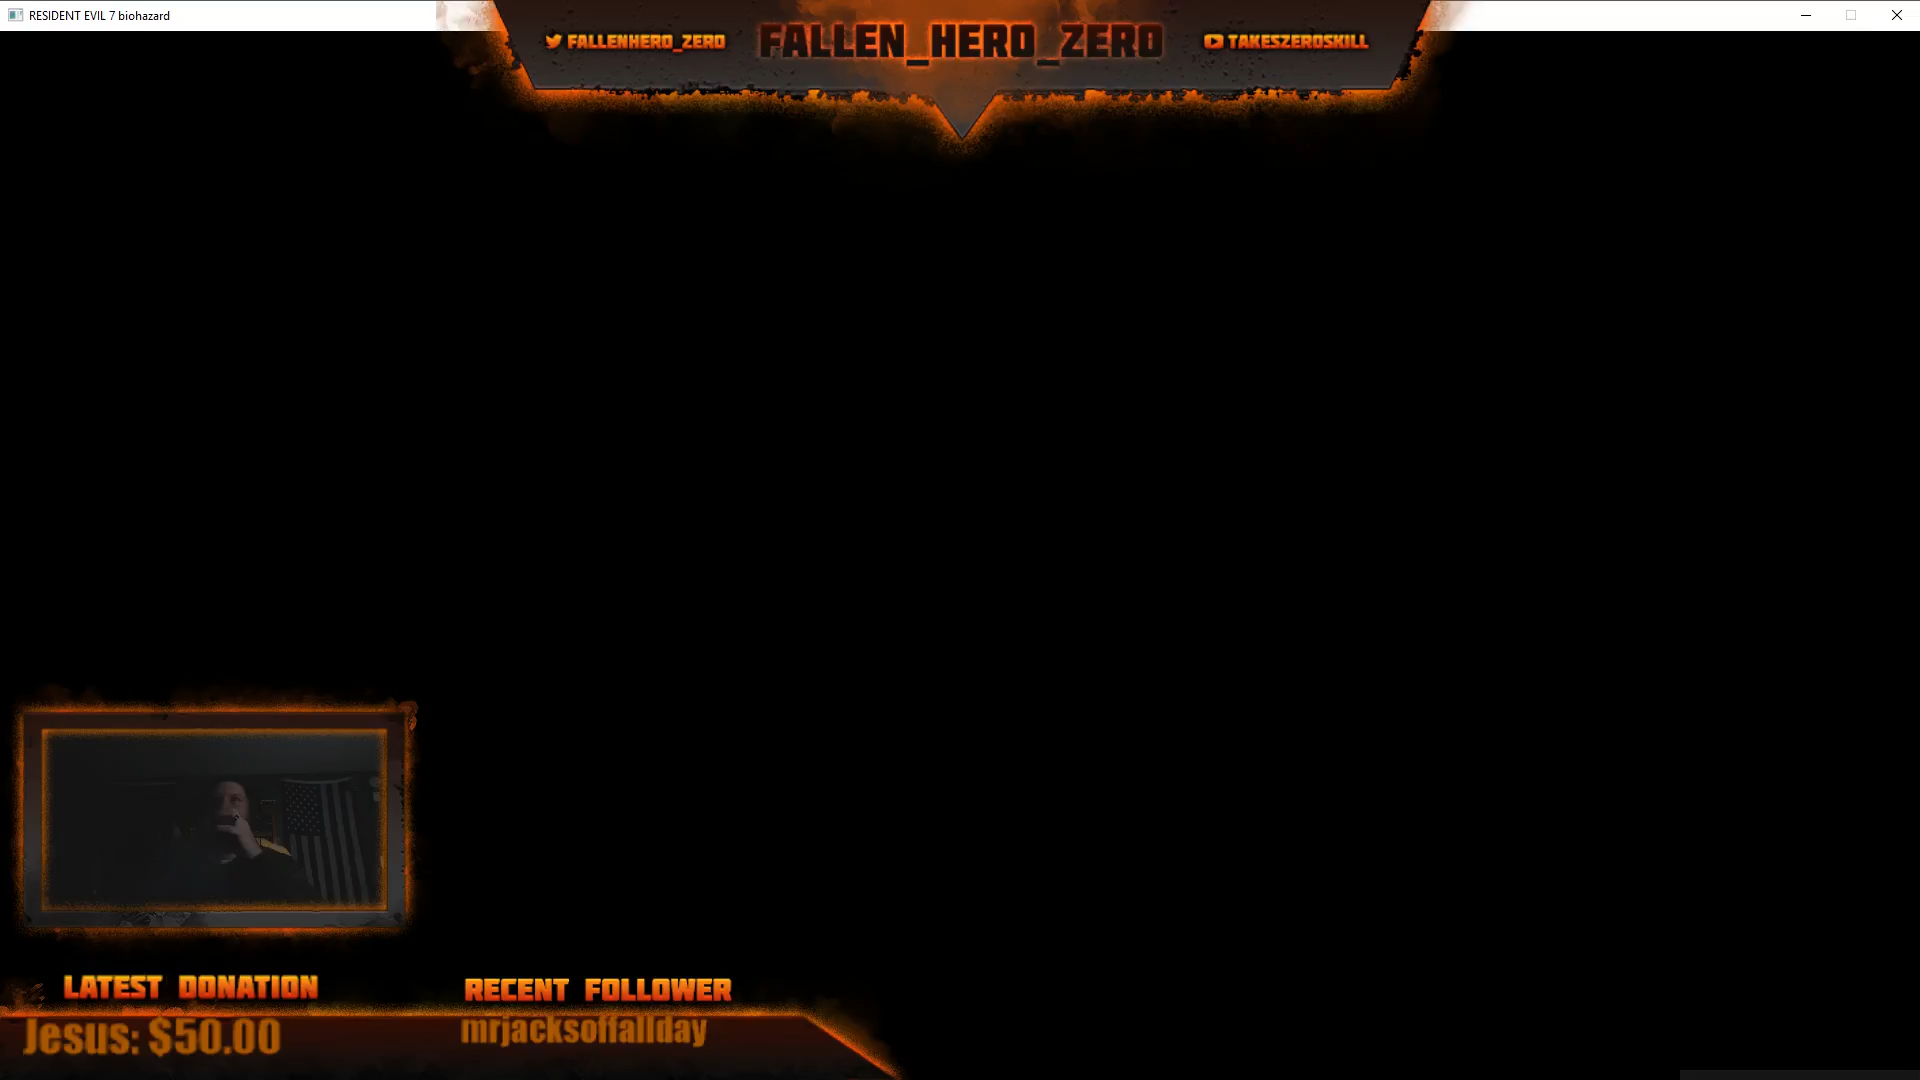 RESIDENT EVIL 7 biohazard
FALLENHERO_ZERO
FALLEN_HERO_ZERO
TAKESZEROSKILL
LATEST DONATION
RECENT FOLLOWER
Jesus: $50.00
mrjacksoffallday